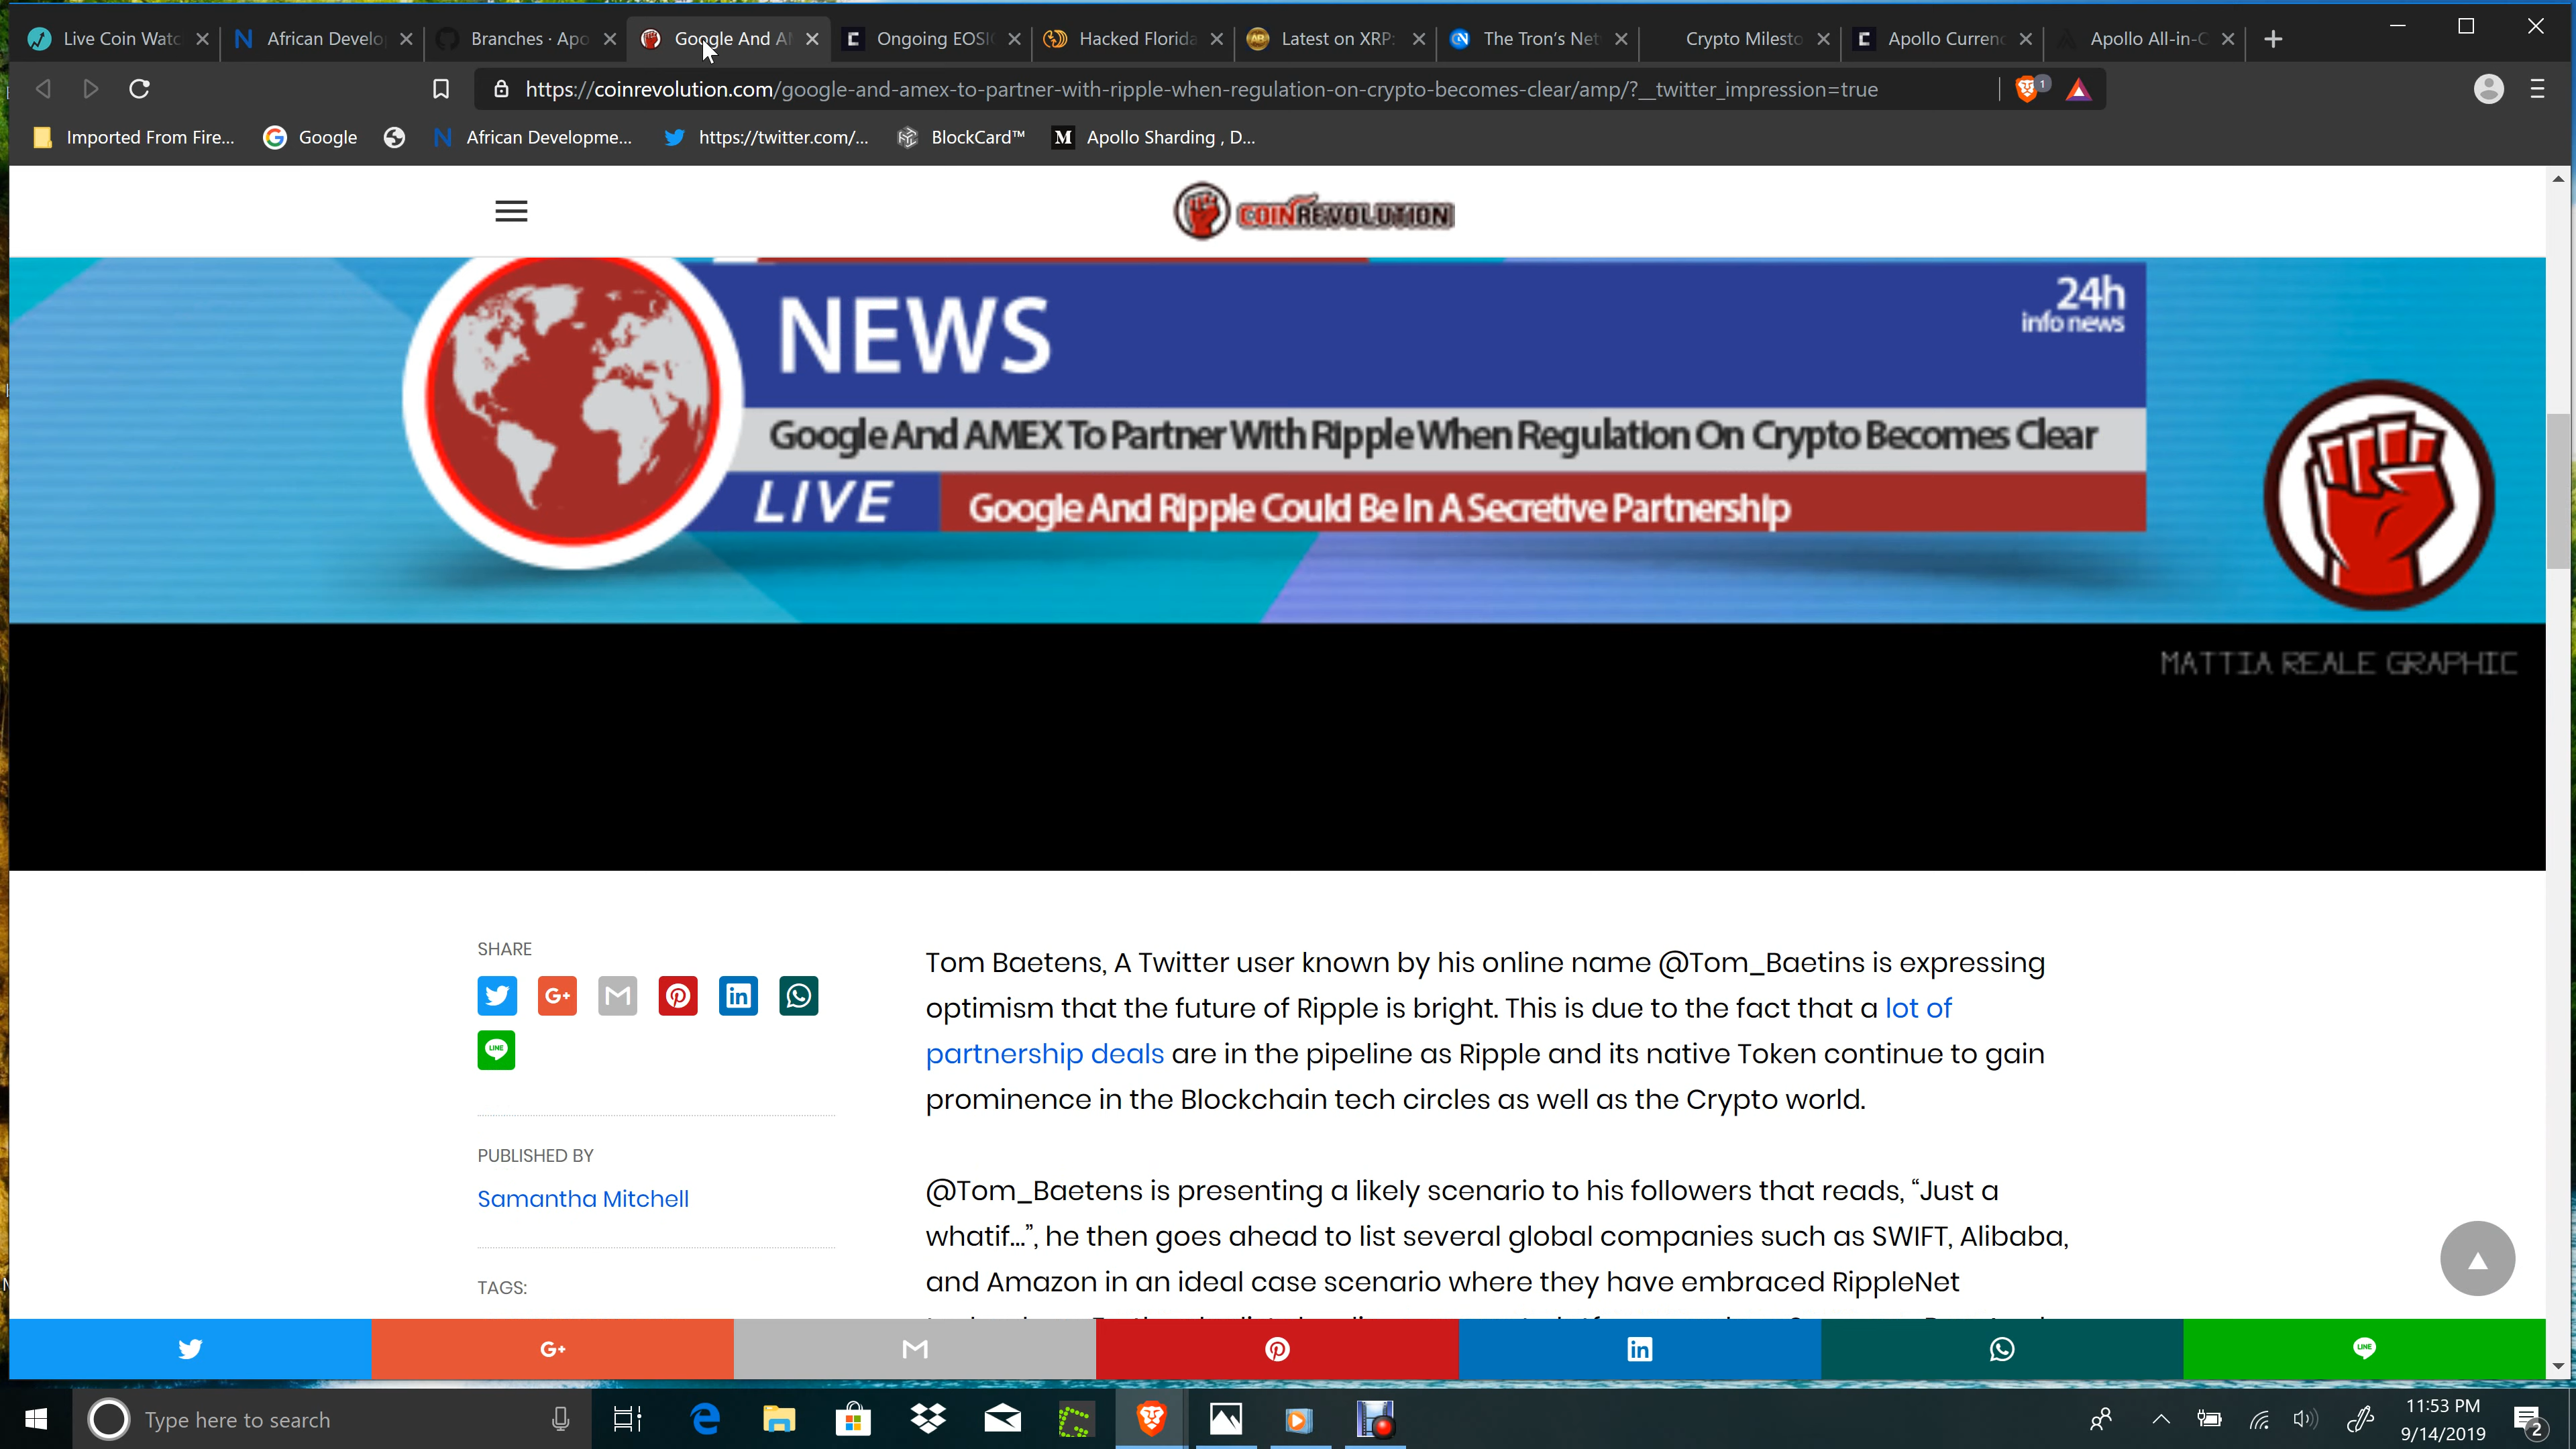 Live Coin Watc
African Develo
Branches · Apo
Google And A
Ongoing EOSI
Hacked Florida
Latest on XRP:
The Tron's Net
Crypto Milesto
Apollo Curren
Apollo All-in-C
https://coinrevolution.com/google-and-amex-to-partner-with-ripple-when-regulation-on-crypto-becomes-clear/amp/?__twitter_impression=true
1
Imported From Fire...
Google
African Developme...
https://twitter.com/...
BlockCard™
M Apollo Sharding , D...
COINREVOLUTION
NEWS
24h
info news
Google And AMEX To Partner With Ripple When Regulation On Crypto Becomes Clear
LIVE
Google And Ripple Could Be In A Secretive Partnership
MATTIA REALE GRAPHIC
SHARE
G+
in
LINE
PUBLISHED BY
Samantha Mitchell
TAGS:
Tom Baetens, A Twitter user known by his online name @Tom_Baetins is expressing
optimism that the future of Ripple is bright. This is due to the fact that a lot of
partnership deals are in the pipeline as Ripple and its native Token continue to gain
prominence in the Blockchain tech circles as well as the Crypto world.
@Tom_Baetens is presenting a likely scenario to his followers that reads, “Just a
whatif…”, he then goes ahead to list several global companies such as SWIFT, Alibaba,
and Amazon in an ideal case scenario where they have embraced RippleNet
G+
in
LINE
Type here to search
11:53 PM
9/14/2019
2